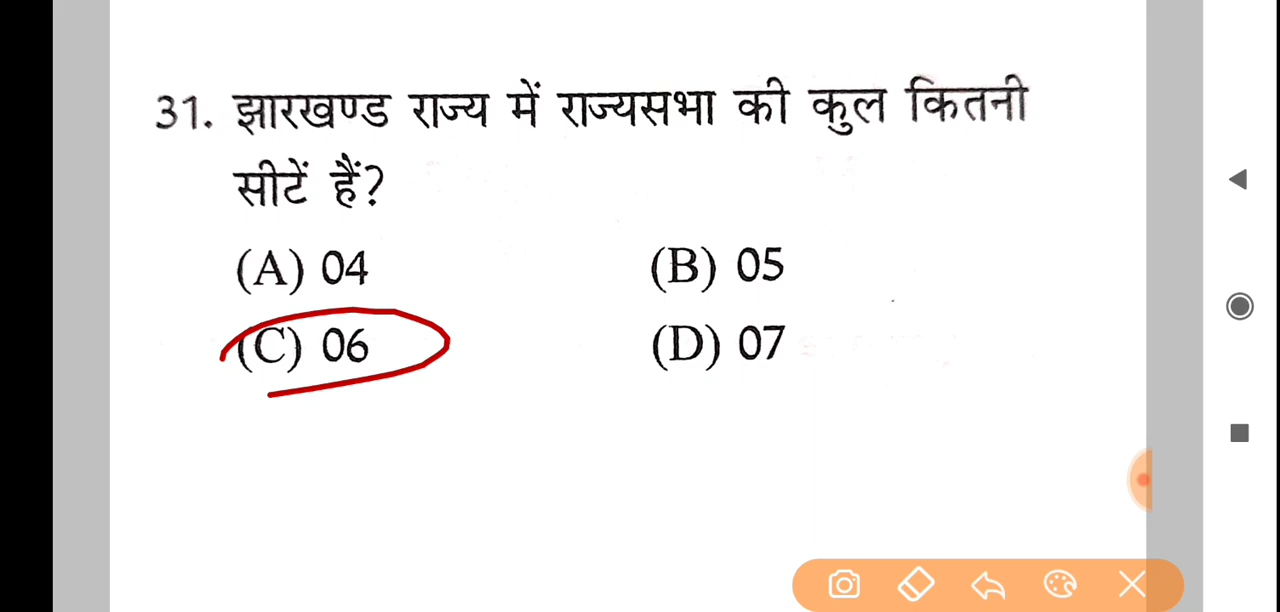 31. झारखण्ड राज्य में राज्यसभा की कुल कितनी
सीटें हैं?
(A) 04 (B) 05
(C) 06 (D) 07